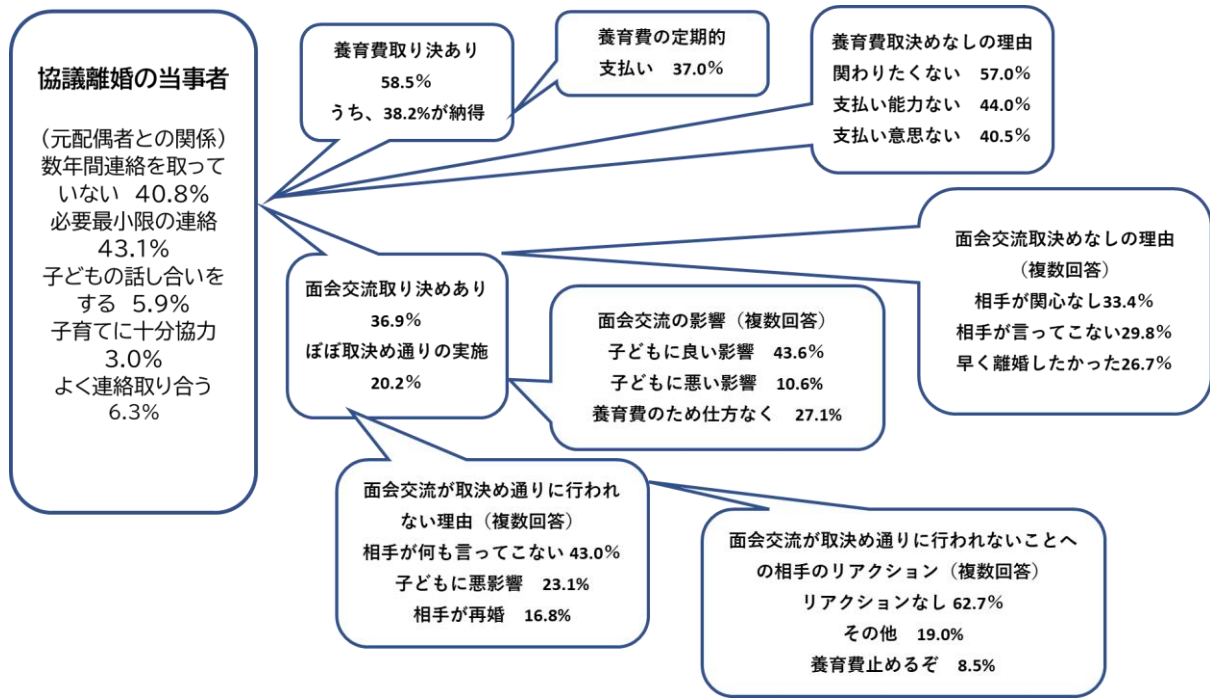 協議離婚の当事者
(元配偶者との関係)
数年間連絡を取って
いない 40.8%
必要最小限の連絡
43.1%
子どもの話し合いを
する 5.9%
子育てに十分協力
3.0%
よく連絡取り合う
6.3%
養育費取り決あり
58.5%
うち、38.2%が納得
養育費の定期的
支払い 37.0%
養育費取決めなしの理由
関わりたくない 57.0%
支払い能力ない 44.0%
支払い意思ない 40.5%
面会交流取り決めあり
36.9%
ぼぼ取決め通りの実施
20.2%
面会交流取決めなしの理由
(複数回答)
相手が関心なし33.4%
相手が言ってこない29.8%
早く離婚したかった26.7%
面会交流の影響(複数回答)
子どもに良い影響 43.6%
子どもに悪い影響 10.6%
養育費のため仕方なく 27.1%
面会交流が取決め通りに行われ
ない理由(複数回答)
相手が何も言ってこない 43.0%
子どもに悪影響 23.1%
相手が再婚 16.8%
面会交流が取決め通りに行われないことへ
の相手のリアクション(複数回答)
リアクションなし 62.7%
その他 19.0%
養育費止めるぞ 8.5%